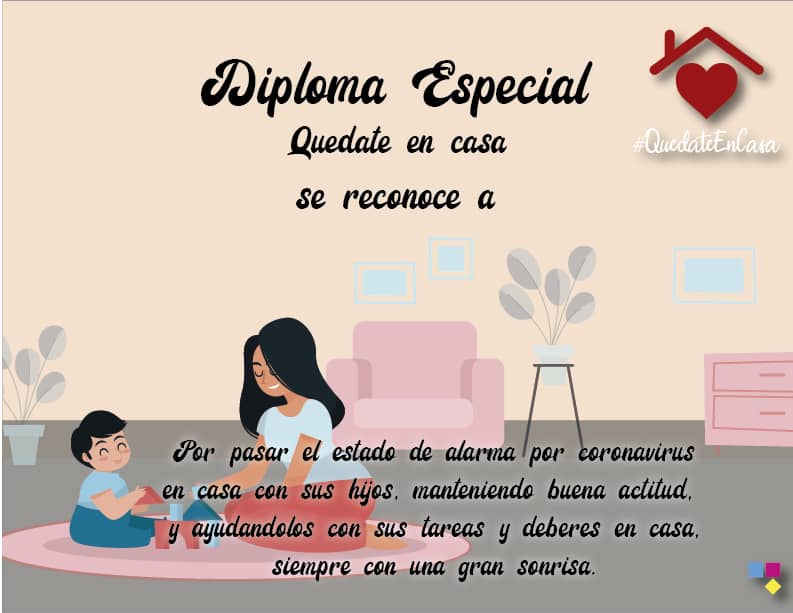 Diploma Especial
Quedate en casa
se reconoce a
#QuedateEnCasa
Por pasar el estado de alarma por coronavirus
en casa con sus hijos, manteniendo buena actitud,
y ayudandolos con sus tareas y deberes en casa,
siempre con una gran sonrisa.